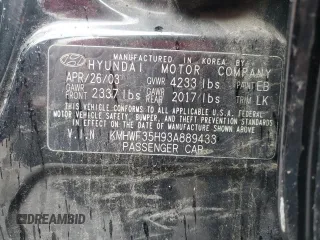 MANUFACTURED IN KOREA BY
HYUNDAI MOTOR COMPANY
APR/26/03 GVWR 4233 lbs PAINT EB
GAWR FRONT 2337 lbs GAWR REAR 2017 lbs TRIM LK
THIS VEHICLE CONFORMS TO ALL APPLICABLE U.S. FEDERAL
MOTOR VEHICLE SAFETY, BUMPER, AND THEFT PREVENTION
STANDARDS IN EFFECT ON THE DATE OF MANUFACTURE SHOWN ABOVE.
V.I.N. KMHWF35H93A889433
PASSENGER CAR
DREAMBID